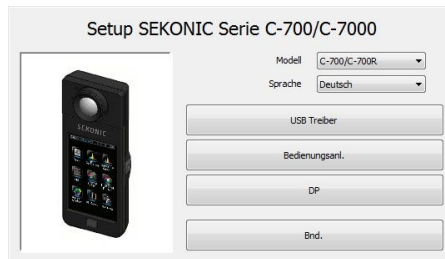 Setup SEKONIC Serie C-700/C-7000
Modell C-700/C-700R
Sprache Deutsch
SEKONIC
USB Treiber
Bedienungsanl.
DP
Bnd.